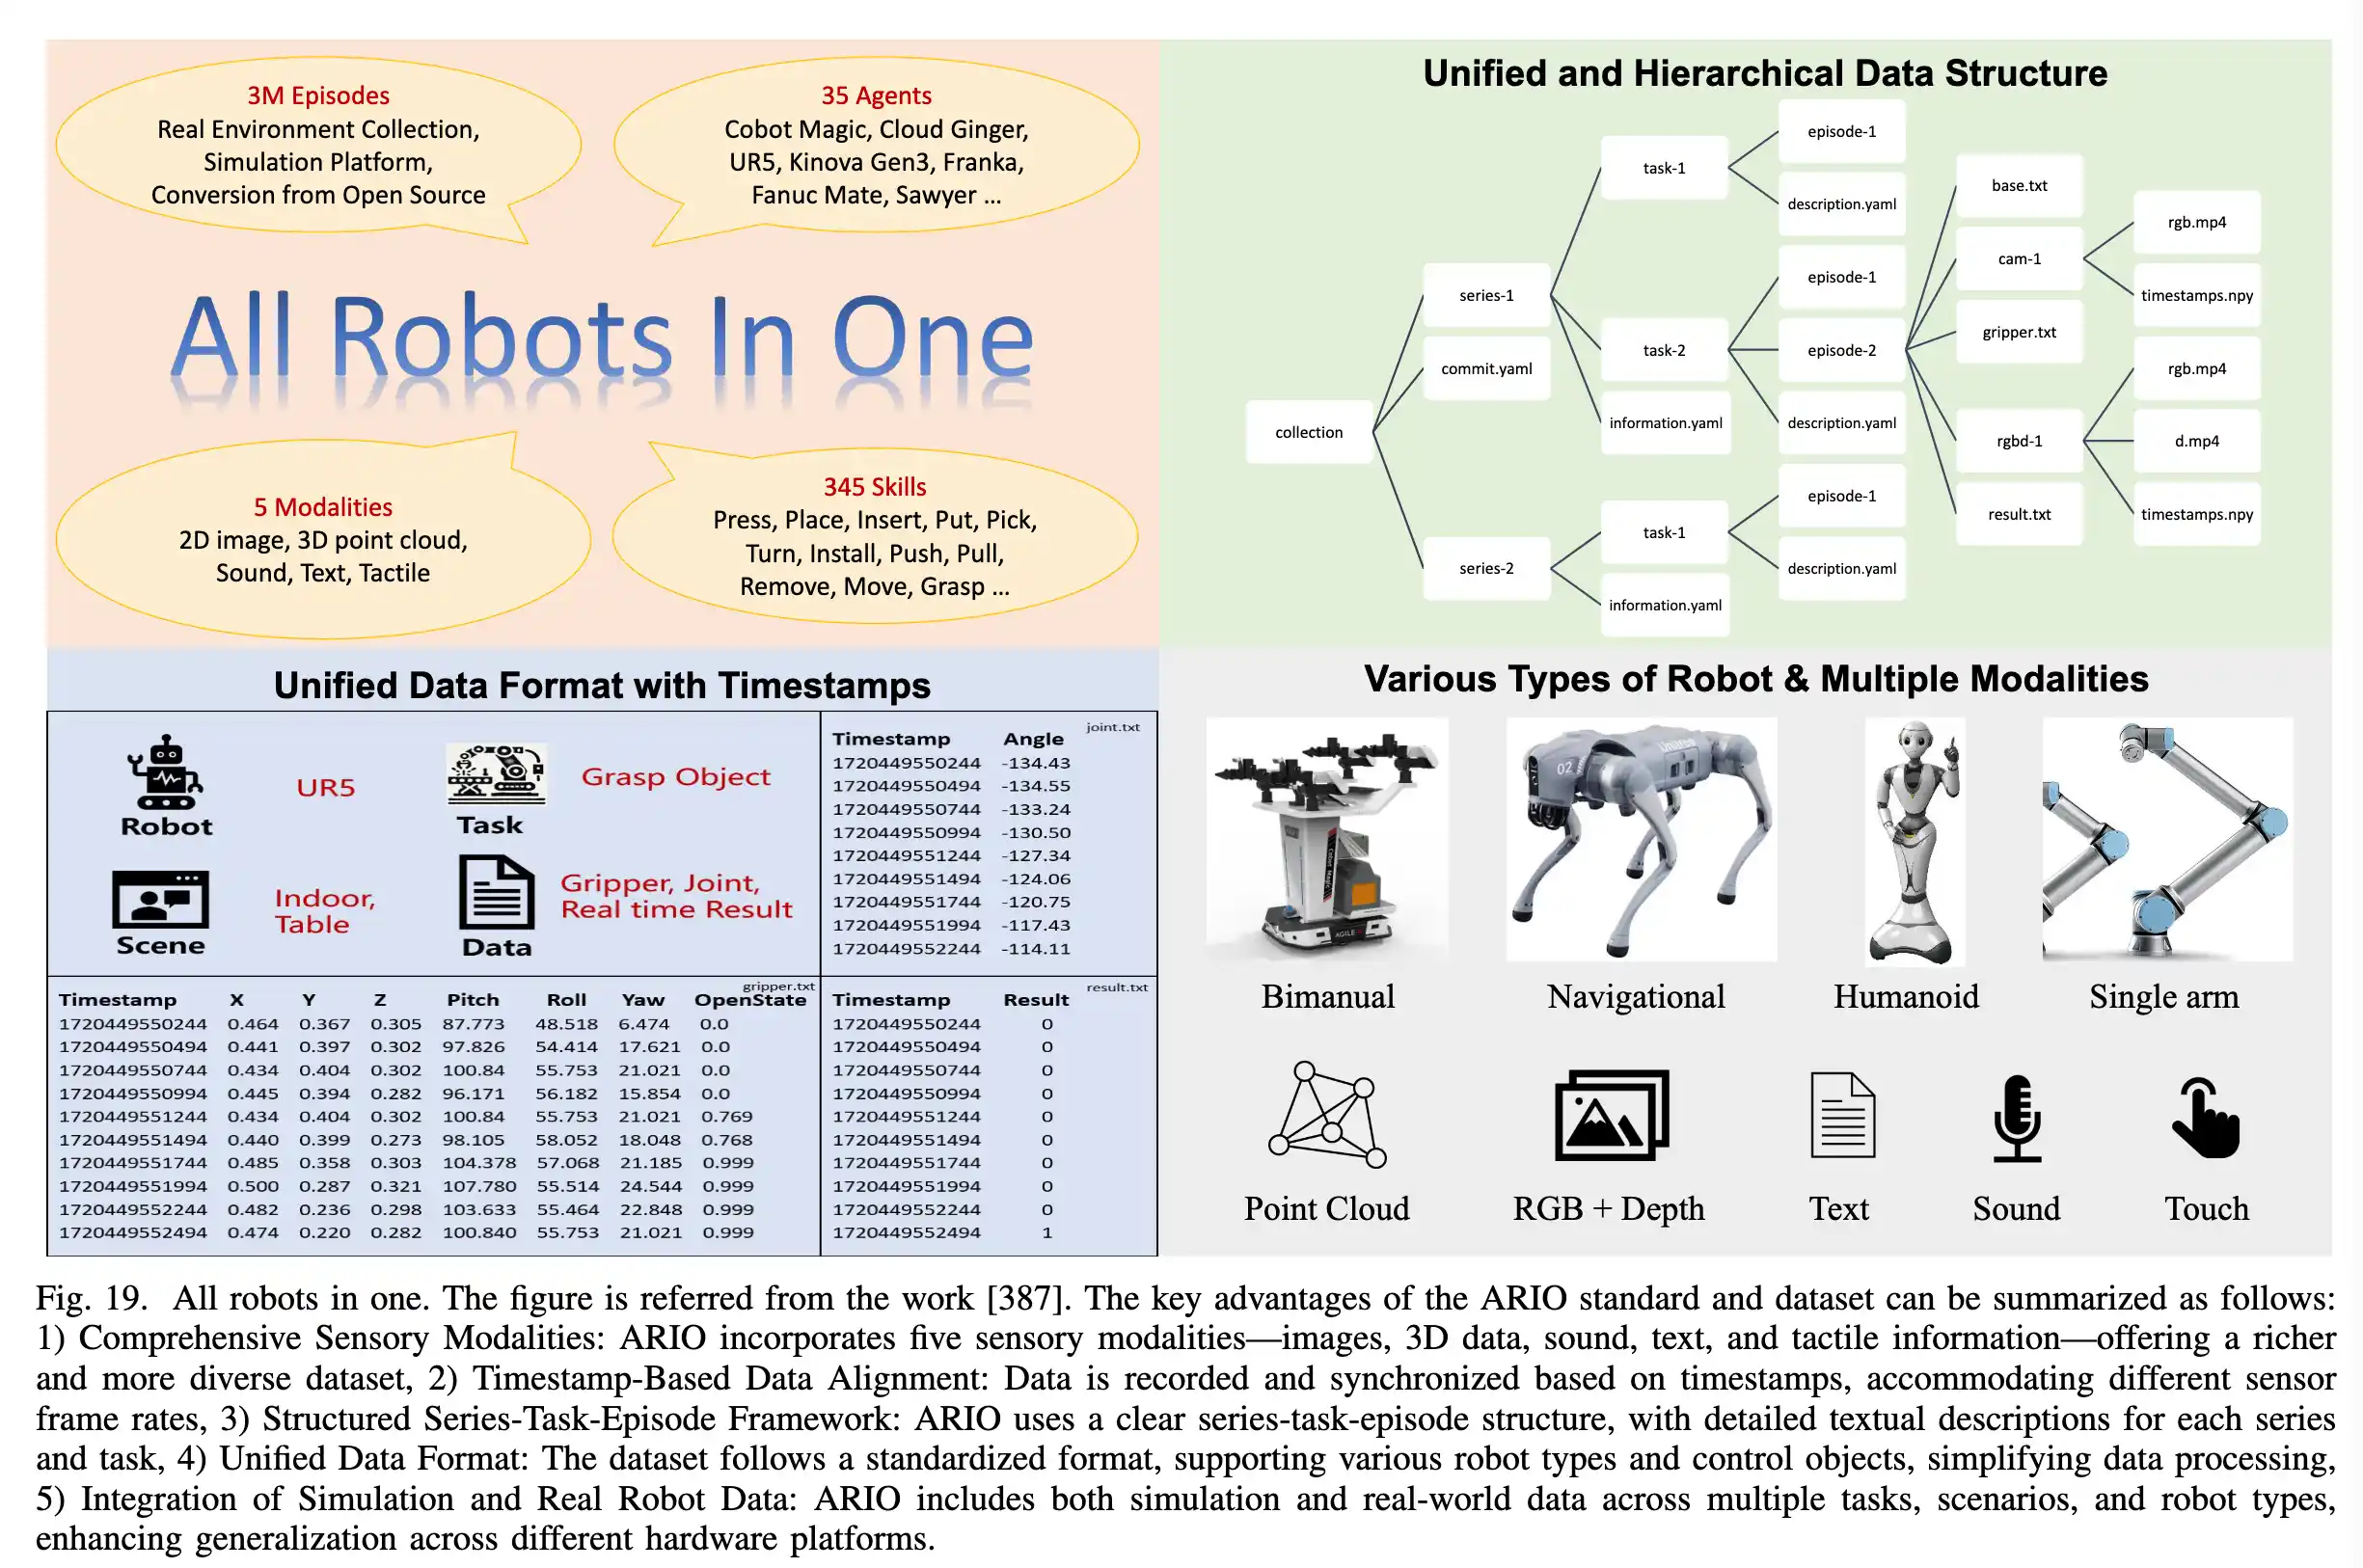 3M Episodes
Real Environment Collection,
Simulation Platform,
Conversion from Open Source
35 Agents
Cobot Magic, Cloud Ginger,
UR5, Kinova Gen3, Franka,
Fanuc Mate, Sawyer ...
All Robots In One
5 Modalities
2D image, 3D point cloud,
Sound, Text, Tactile
345 Skills
Press, Place, Insert, Put, Pick,
Turn, Install, Push, Pull,
Remove, Move, Grasp ...
Unified and Hierarchical Data Structure
collection
series-1
commit.yaml
series-2
task-1
task-2
information.yaml
task-1
information.yaml
episode-1
description.yaml
episode-1
episode-2
description.yaml
episode-1
description.yaml
base.txt
cam-1
gripper.txt
rgbd-1
result.txt
rgb.mp4
timestamps.npy
rgb.mp4
d.mp4
timestamps.npy
Unified Data Format with Timestamps
Robot
UR5
Task
Grasp Object
Scene
Indoor,
Table
Data
Gripper, Joint,
Real time Result
joint.txt
Timestamp Angle
1720449550244 -134.43
1720449550494 -134.55
1720449550744 -133.24
1720449550994 -130.50
1720449551244 -127.34
1720449551494 -124.06
1720449551744 -120.75
1720449551994 -117.43
1720449552244 -114.11
gripper.txt
Timestamp X Y Z Pitch Roll Yaw OpenState
1720449550244 0.464 0.367 0.305 87.773 48.518 6.474 0.0
1720449550494 0.441 0.397 0.302 97.826 54.414 17.621 0.0
1720449550744 0.434 0.404 0.302 100.84 55.753 21.021 0.0
1720449550994 0.445 0.394 0.282 96.171 56.182 15.854 0.0
1720449551244 0.434 0.404 0.302 100.84 55.753 21.021 0.769
1720449551494 0.440 0.399 0.273 98.105 58.052 18.048 0.768
1720449551744 0.485 0.358 0.303 104.378 57.068 21.185 0.999
1720449551994 0.500 0.287 0.321 107.780 55.514 24.544 0.999
1720449552244 0.482 0.236 0.298 103.633 55.464 22.848 0.999
1720449552494 0.474 0.220 0.282 100.840 55.753 21.021 0.999
result.txt
Timestamp Result
1720449550244 0
1720449550494 0
1720449550744 0
1720449550994 0
1720449551244 0
1720449551494 0
1720449551744 0
1720449551994 0
1720449552244 0
1720449552494 1
Various Types of Robot & Multiple Modalities
AGILE
02
Unitree
Bimanual
Navigational
Humanoid
Single arm
Point Cloud
RGB + Depth
Text
Sound
Touch
Fig. 19. All robots in one. The figure is referred from the work [387]. The key advantages of the ARIO standard and dataset can be summarized as follows:
1) Comprehensive Sensory Modalities: ARIO incorporates five sensory modalities—images, 3D data, sound, text, and tactile information—offering a richer
and more diverse dataset, 2) Timestamp-Based Data Alignment: Data is recorded and synchronized based on timestamps, accommodating different sensor
frame rates, 3) Structured Series-Task-Episode Framework: ARIO uses a clear series-task-episode structure, with detailed textual descriptions for each series
and task, 4) Unified Data Format: The dataset follows a standardized format, supporting various robot types and control objects, simplifying data processing,
5) Integration of Simulation and Real Robot Data: ARIO includes both simulation and real-world data across multiple tasks, scenarios, and robot types,
enhancing generalization across different hardware platforms.